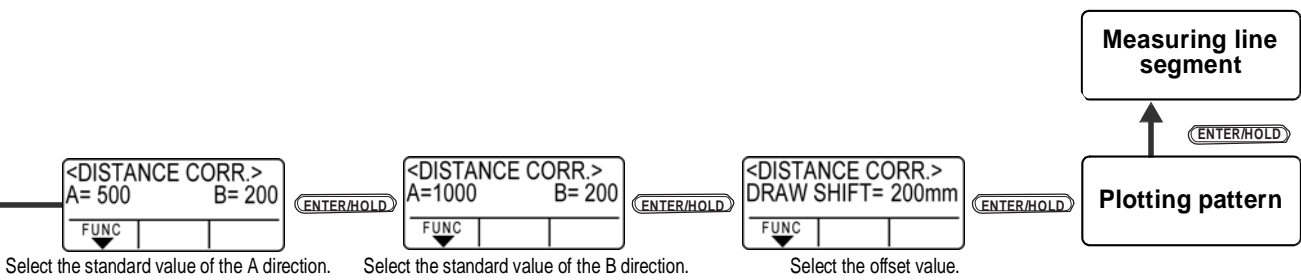 Measuring line
segment
ENTER/HOLD
<DISTANCE CORR.>
A= 500 B= 200
FUNC
ENTER/HOLD
<DISTANCE CORR.>
A=1000 B= 200
FUNC
ENTER/HOLD
<DISTANCE CORR.>
DRAW SHIFT= 200mm
FUNC
ENTER/HOLD
Plotting pattern
Select the standard value of the A direction.
Select the standard value of the B direction.
Select the offset value.